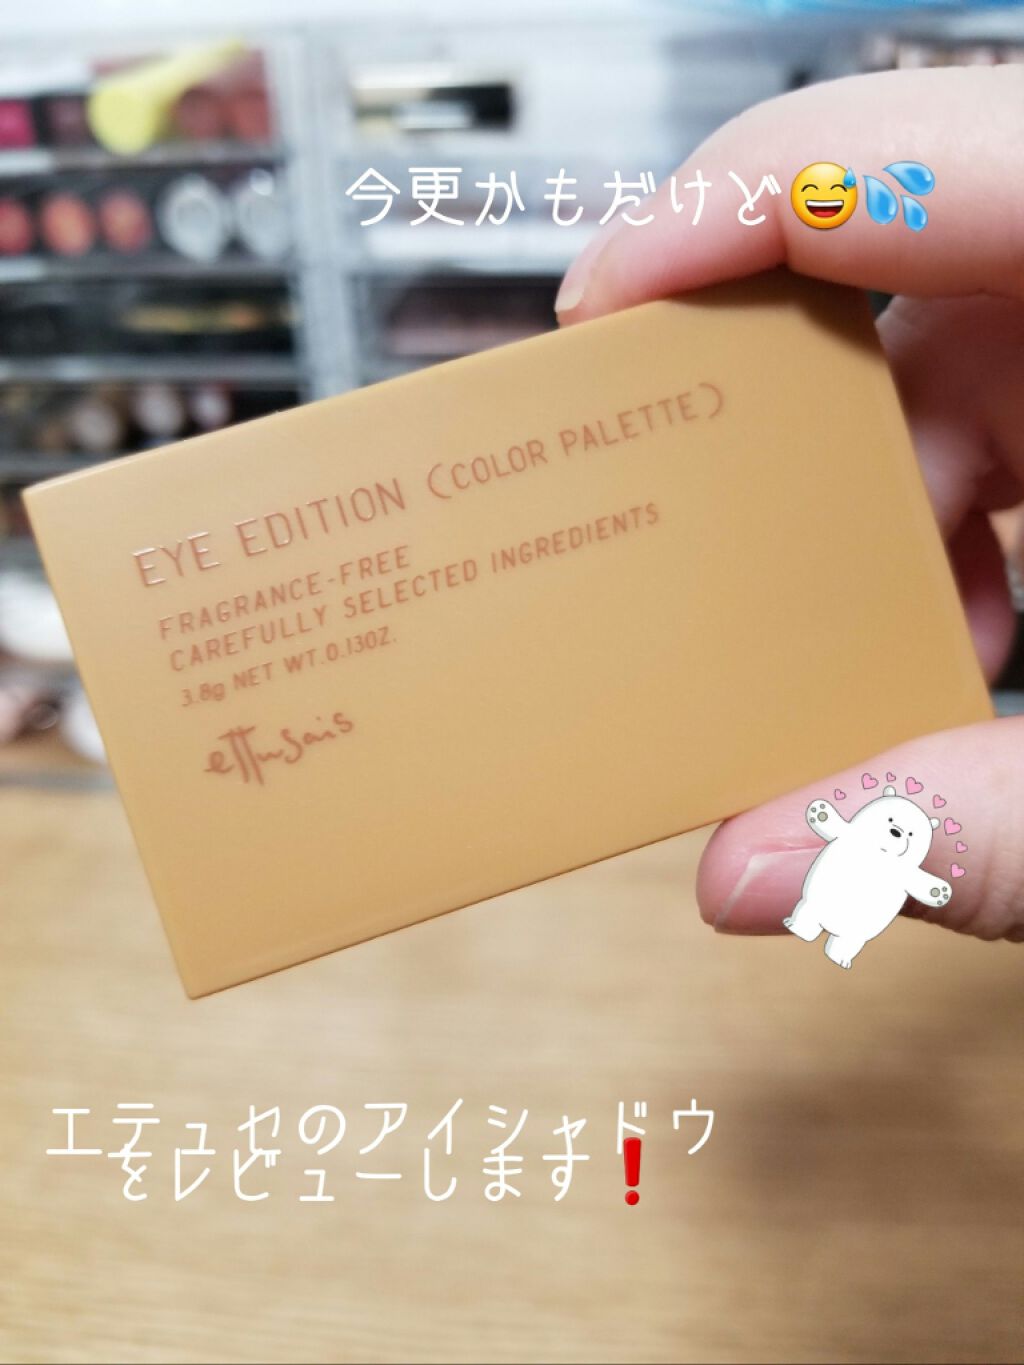 今更かもだけど😅💦
EYE EDITION (COLOR PALETTE)
FRAGRANCE-FREE
CAREFULLY SELECTED INGREDIENTS
3.8g NET WT.0.13OZ.
ettusais
エテュセのアイシャドウ
をレビューします❗